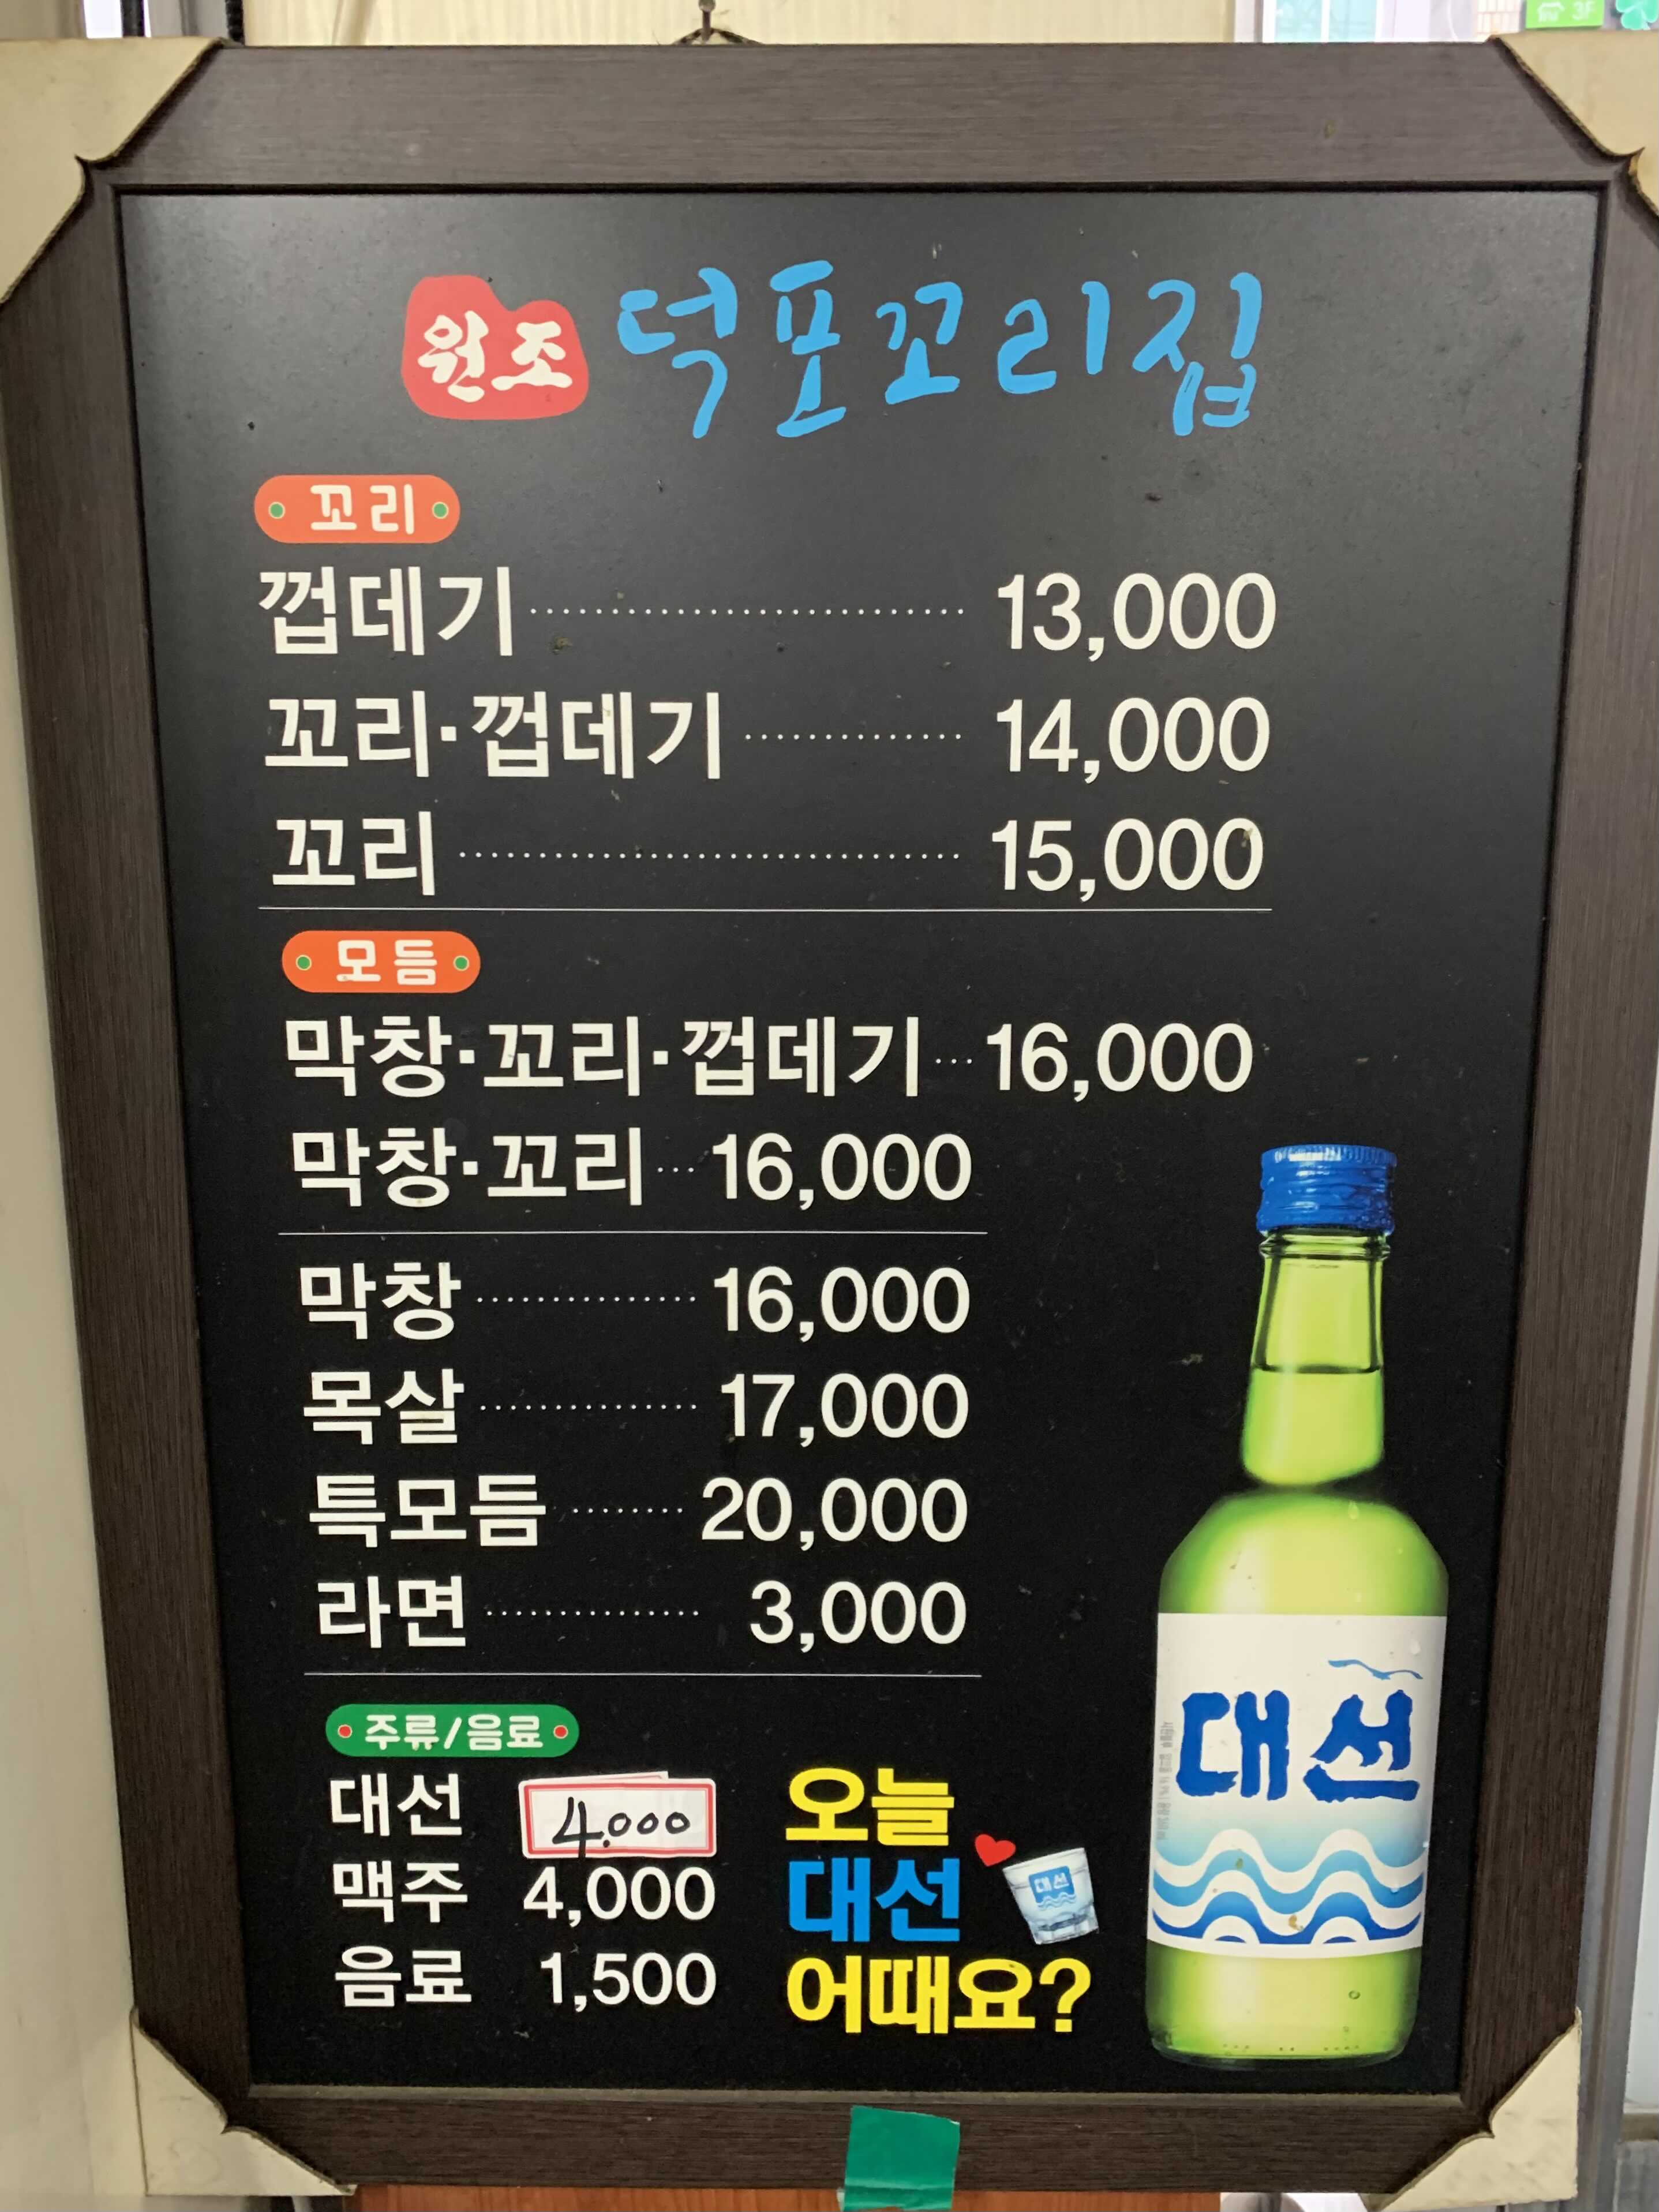 3F
원조 덕포꼬리집
꼬리
껍데기 13,000
꼬리·껍데기 14,000
꼬리 15,000
모듬
막창·꼬리·껍데기 16,000
막창·꼬리 16,000
막창 16,000
목살 17,000
특모듬 20,000
라면 3,000
주류/음료
대선 4.000
맥주 4,000
음료 1,500
오늘
대선
어때요?
대선
대선